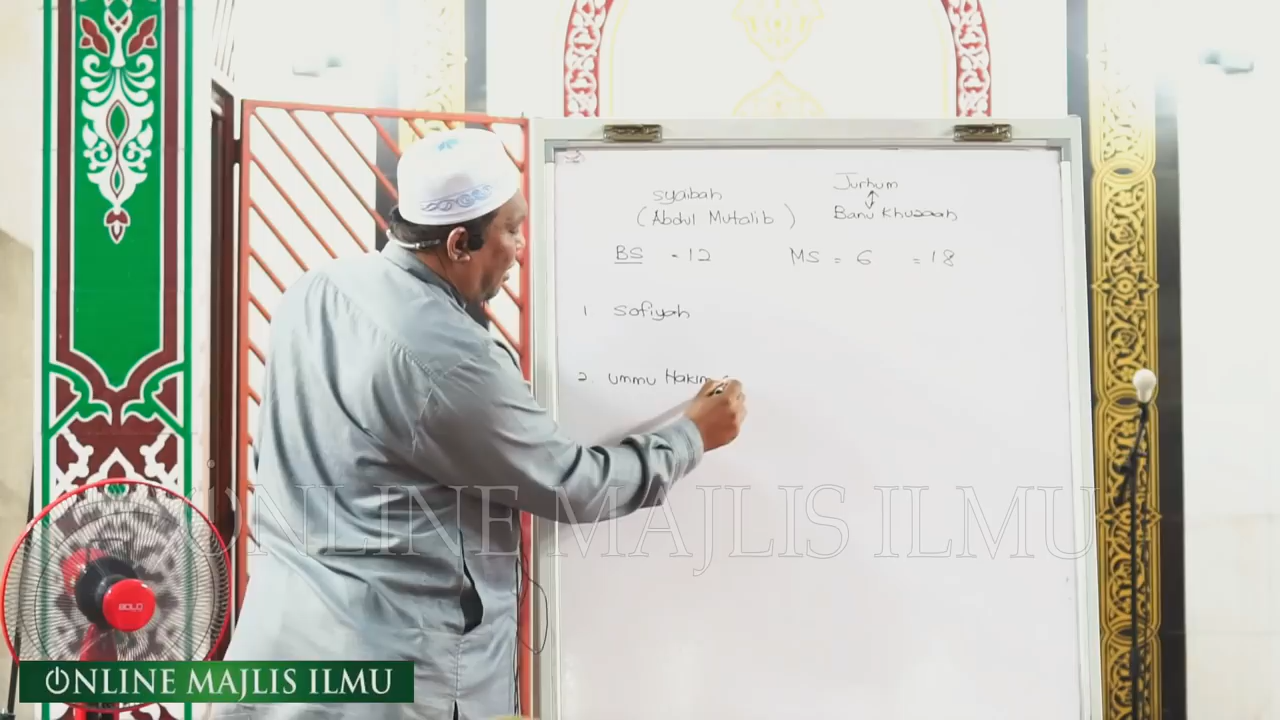 syaibah
(Abdul Mutalib)
Jurhum
Banu Khuzaah
BS = 12 MS = 6 = 18
1 Sofiyah
2. Ummu Hakim
ONLINE MAJLIS ILMU
BOLO
ONLINE MAJLIS ILMU